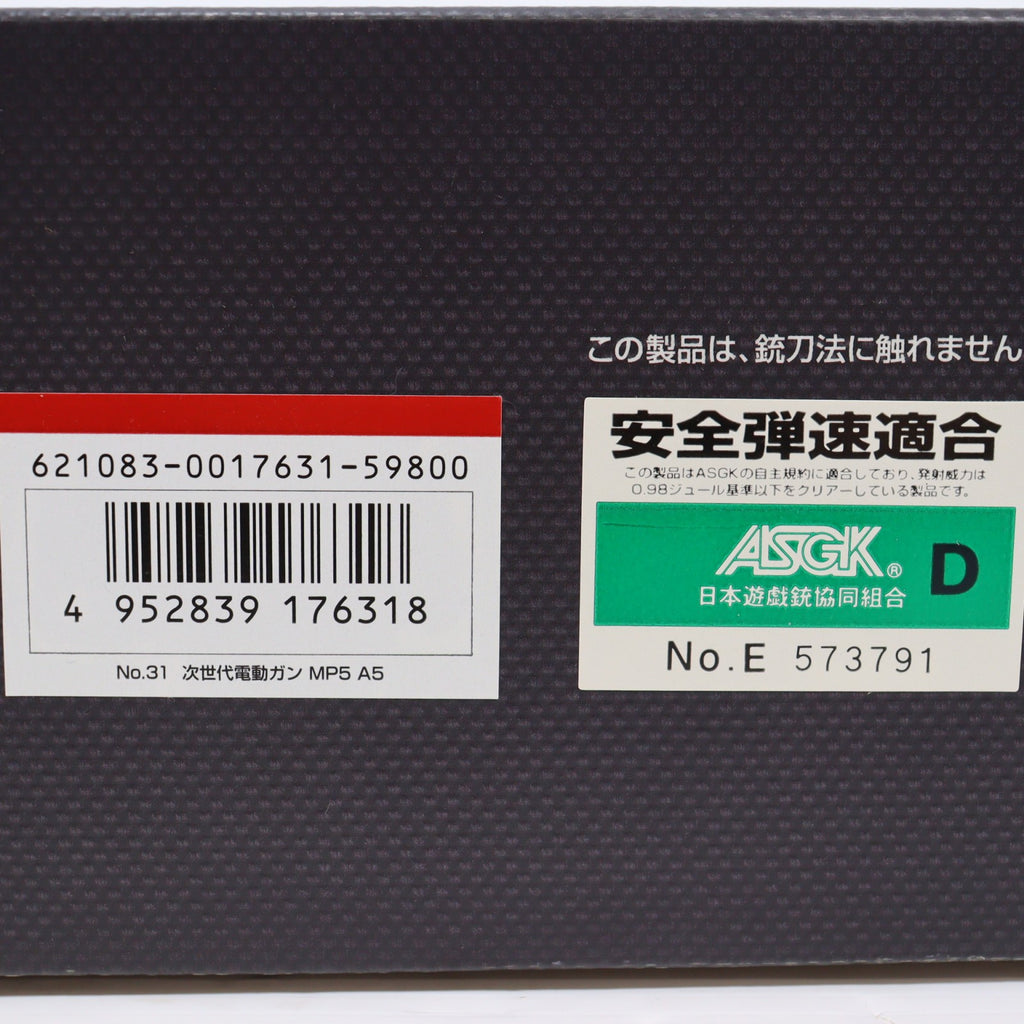 この製品は、銃刀法に触れません
621083-0017631-59800
4 952839 176318
No.31 次世代電動ガン MP5 A5
安全弾速適合
この製品はASGKの自主規約に適合しており、発射威力は
0.98ジュール基準以下をクリアーしている製品です。
ASGK® D
日本遊戯銃協同組合
No.E 573791